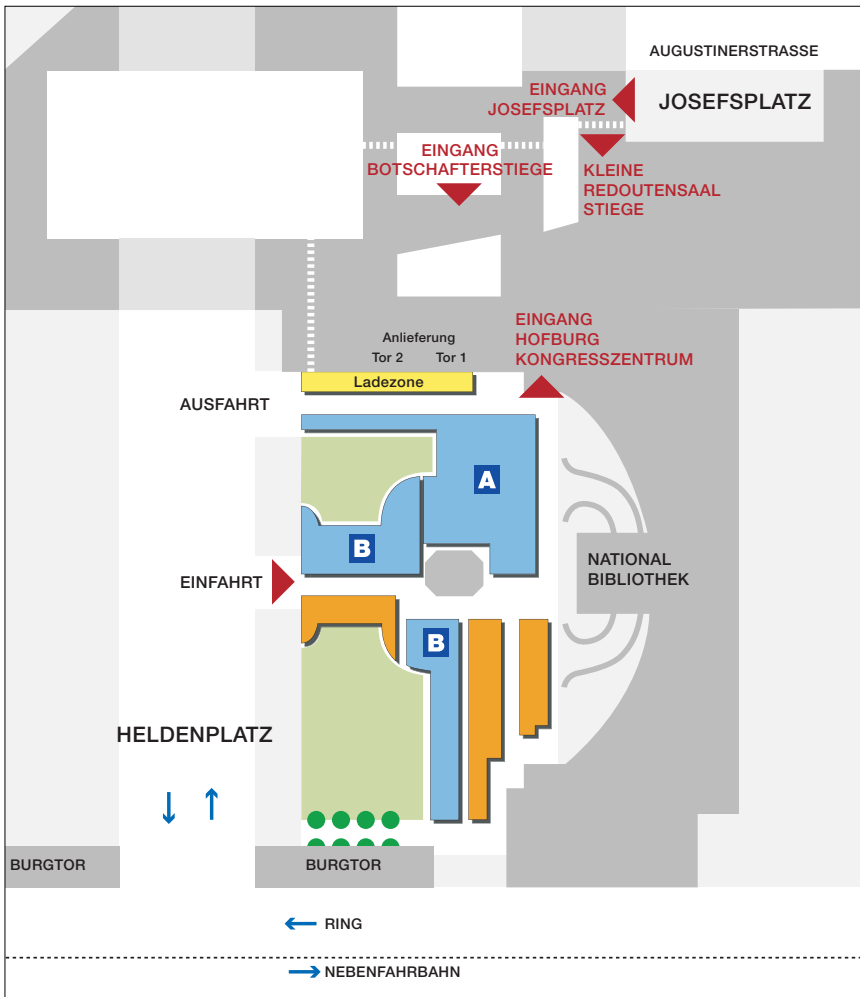 AUGUSTINERSTRASSE
EINGANG
JOSEFSPLATZ
JOSEFSPLATZ
EINGANG
BOTSCHAFTERSTIEGE
KLEINE
REDOUTENSAAL
STIEGE
EINGANG
HOFBURG
KONGRESSZENTRUM
Anlieferung
Tor 2 Tor 1
Ladezone
AUSFAHRT
A
B
NATIONAL
BIBLIOTHEK
EINFAHRT
B
HELDENPLATZ
BURGTOR
BURGTOR
RING
NEBENFAHRBAHN